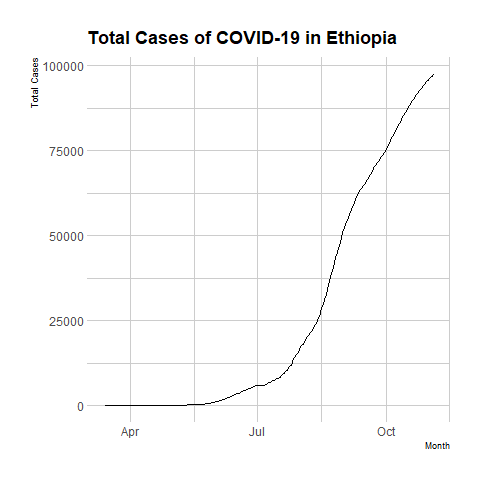 Total Cases of COVID-19 in Ethiopia
Total Cases
100000
75000
50000
25000
0
Apr Jul Oct
Month